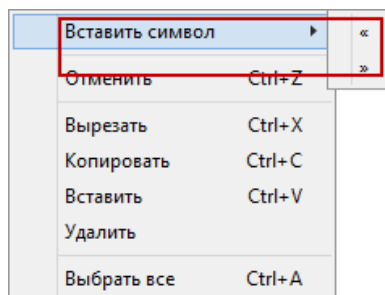 Вставить символ «
»
Отменить Ctrl+Z
Вырезать Ctrl+X
Копировать Ctrl+C
Вставить Ctrl+V
Удалить
Выбрать все Ctrl+A